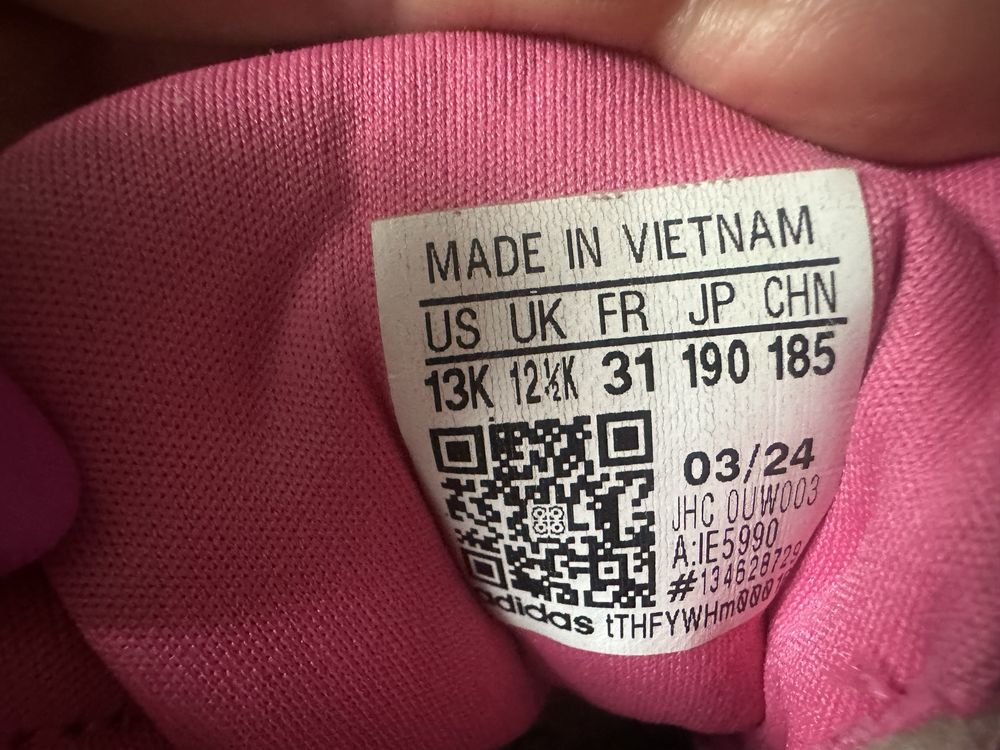 MADE IN VIETNAM
US UK FR JP CHN
13K 12½K 31 190 185
03/24
JHC 0UW003
A:IE5990
#134628729
adidas